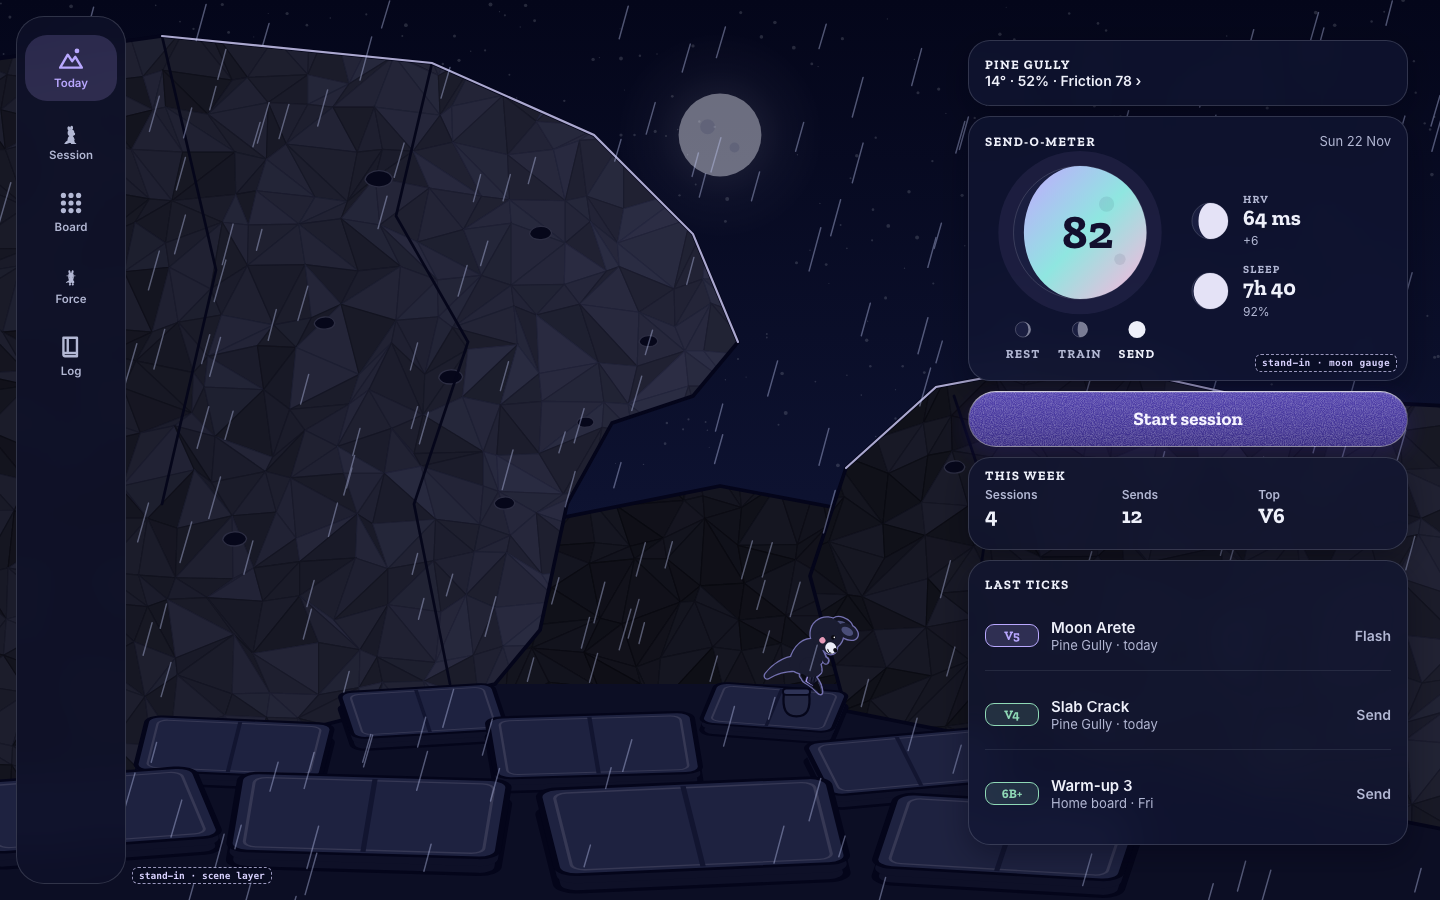 Today
Session
Board
Force
Log
PINE GULLY
14° · 52% · Friction 78 ›
SEND-O-METER
Sun 22 Nov
82
HRV
64 ms
+6
SLEEP
7h 40
92%
REST
TRAIN
SEND
stand-in · moon gauge
Start session
THIS WEEK
Sessions
Sends
Top
4
12
V6
LAST TICKS
V5
Moon Arete
Pine Gully · today
Flash
V4
Slab Crack
Pine Gully · today
Send
6B+
Warm-up 3
Home board · Fri
Send
stand-in · scene layer